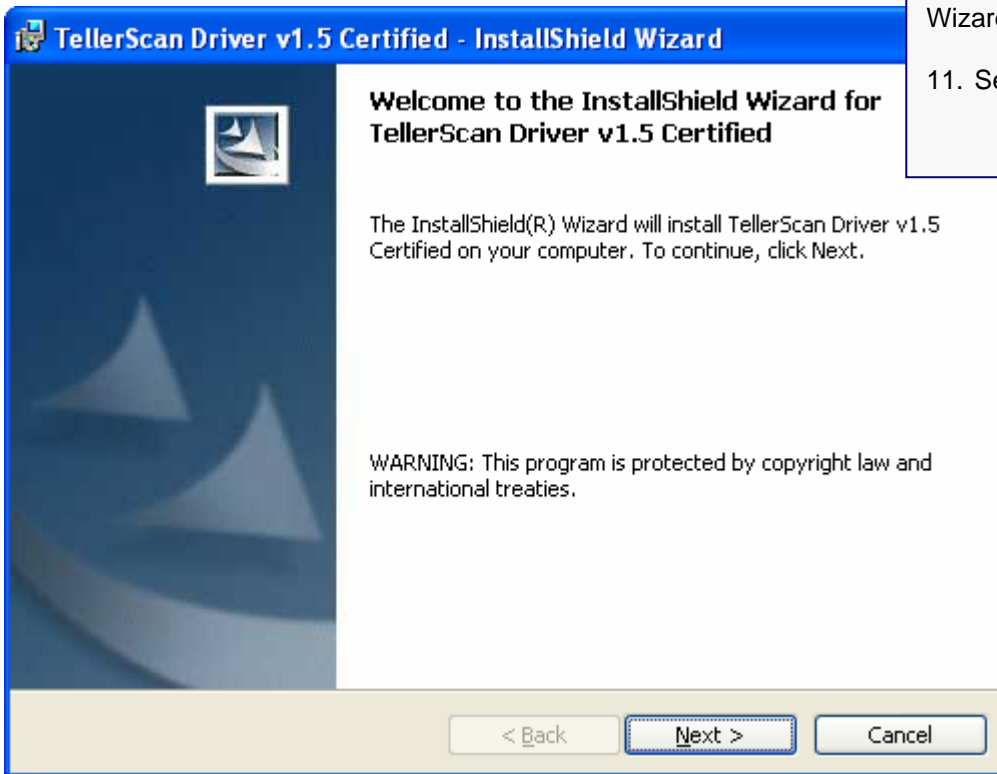 TellerScan Driver v1.5 Certified - InstallShield Wizard
Welcome to the InstallShield Wizard for
TellerScan Driver v1.5 Certified
The InstallShield(R) Wizard will install TellerScan Driver v1.5
Certified on your computer. To continue, click Next.
WARNING: This program is protected by copyright law and
international treaties.
< Back
Next >
Cancel
11.